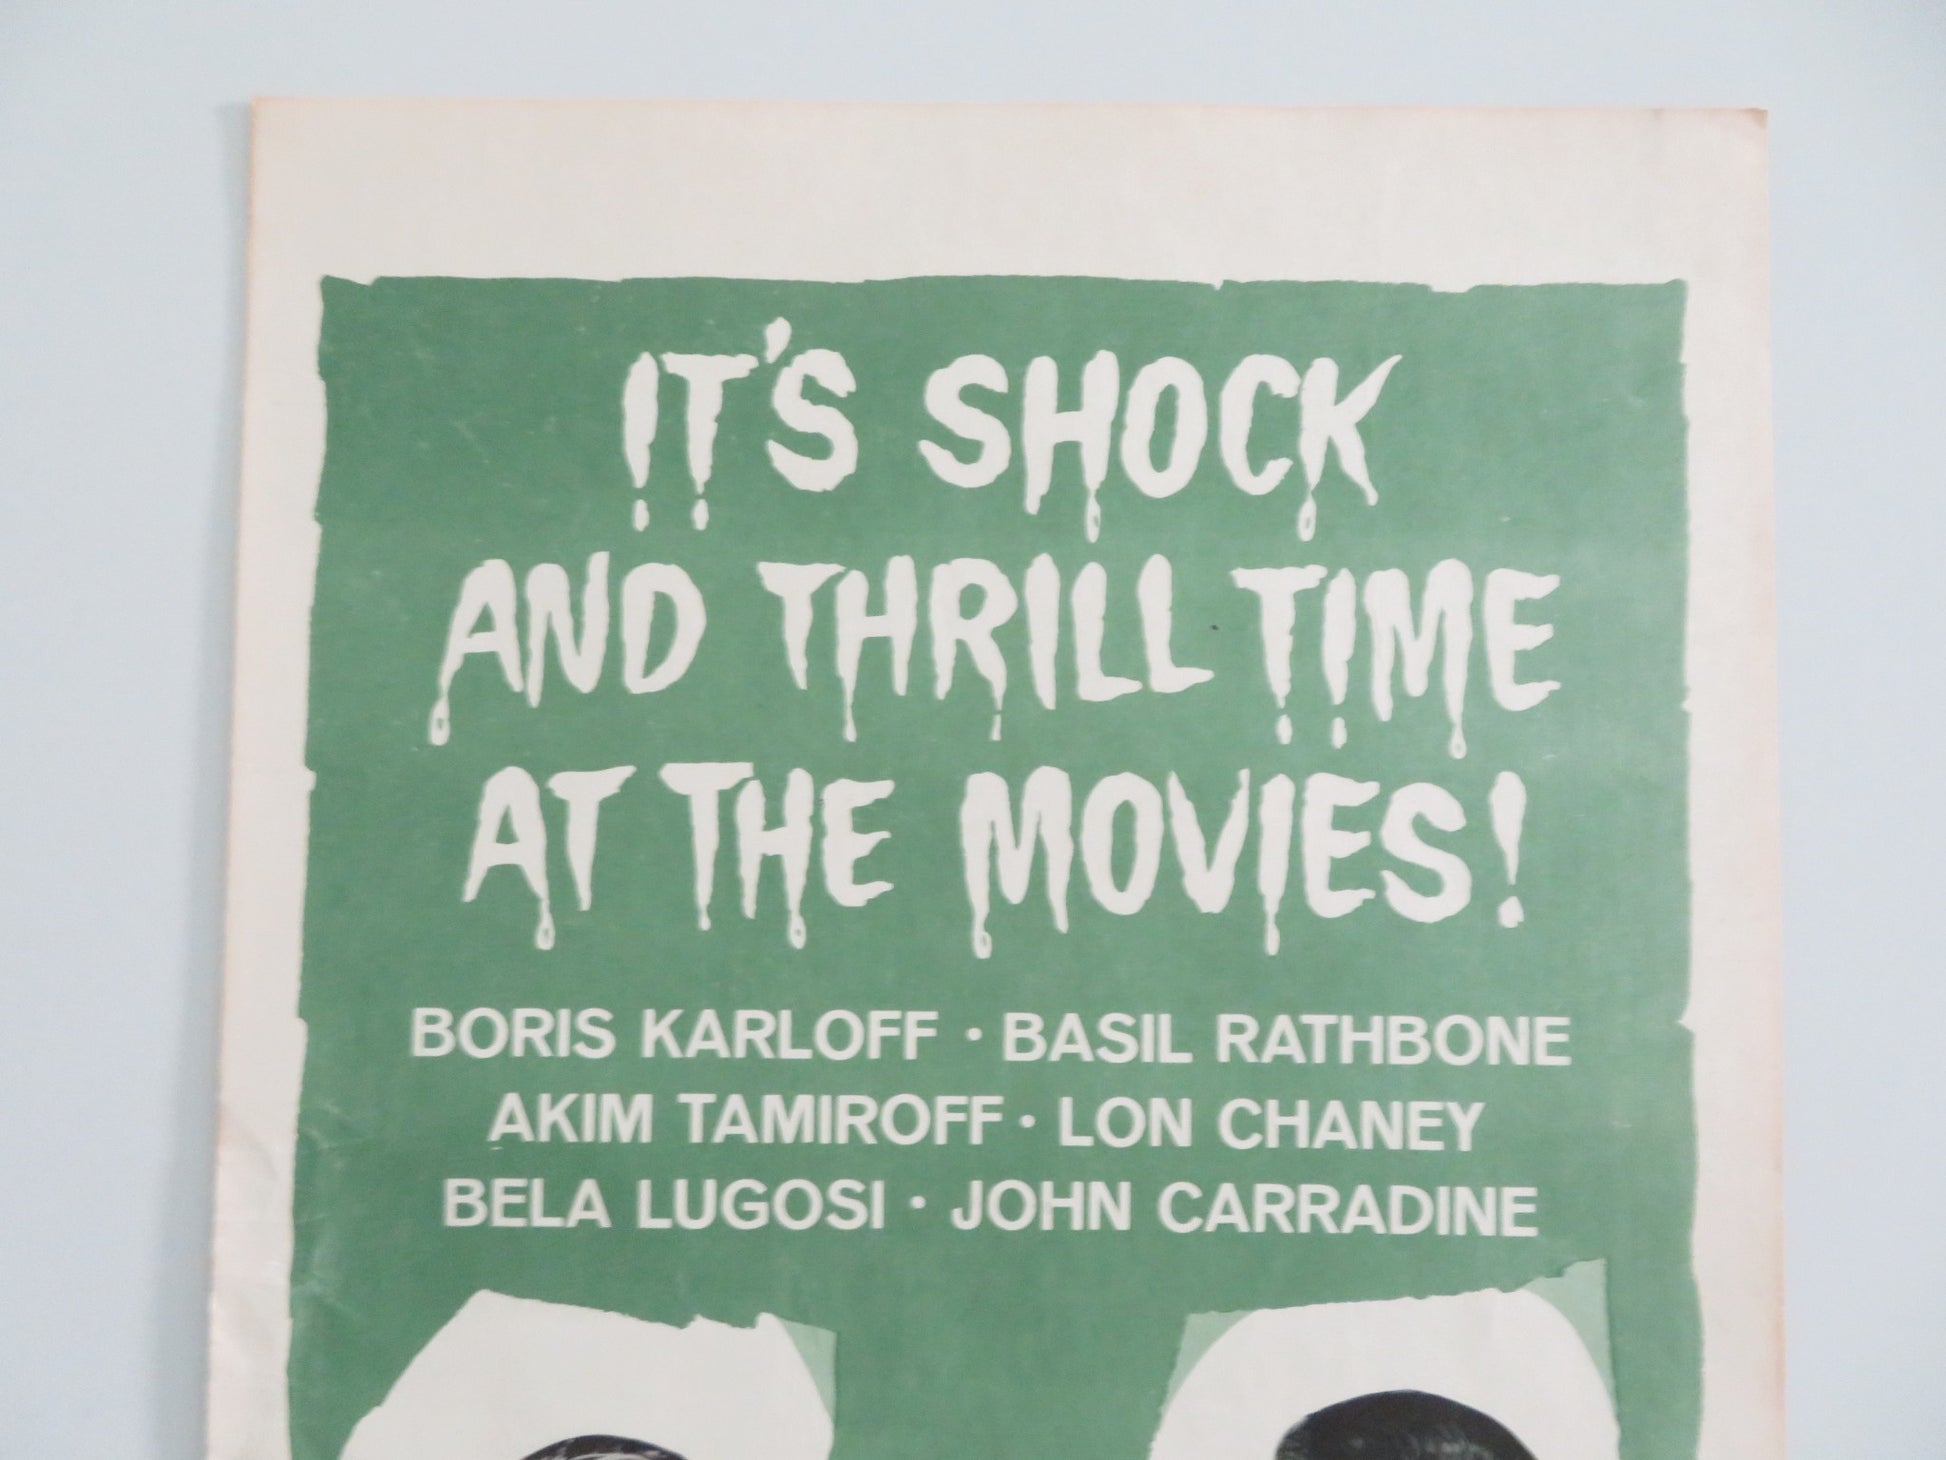 IT'S SHOCK
AND THRILL TIME
AT THE MOVIES!
BORIS KARLOFF • BASIL RATHBONE
AKIM TAMIROFF • LON CHANEY
BELA LUGOSI • JOHN CARRADINE